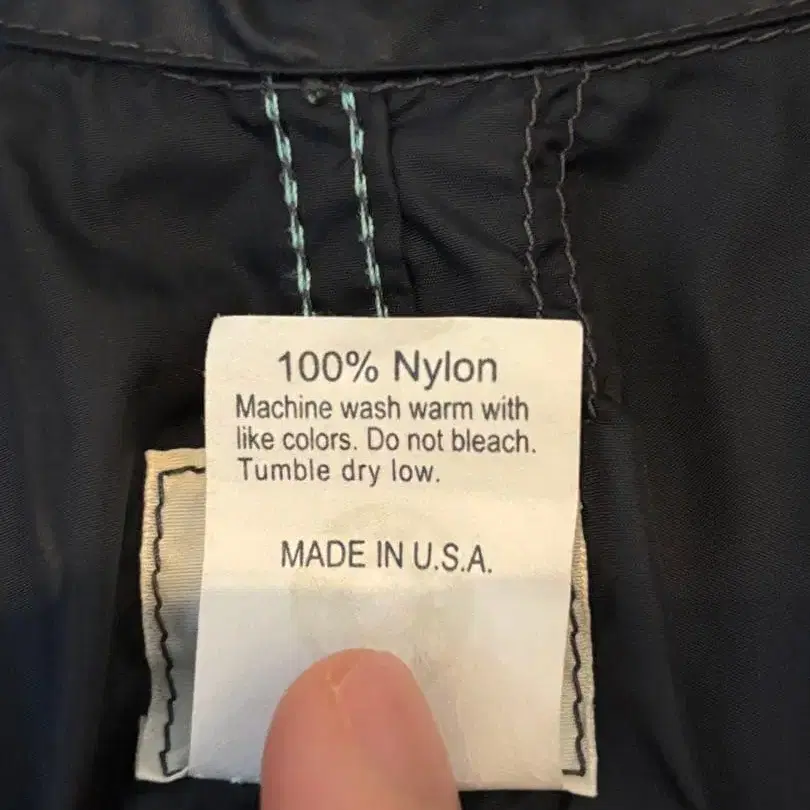 100% Nylon
Machine wash warm with
like colors. Do not bleach.
Tumble dry low.
MADE IN U.S.A.